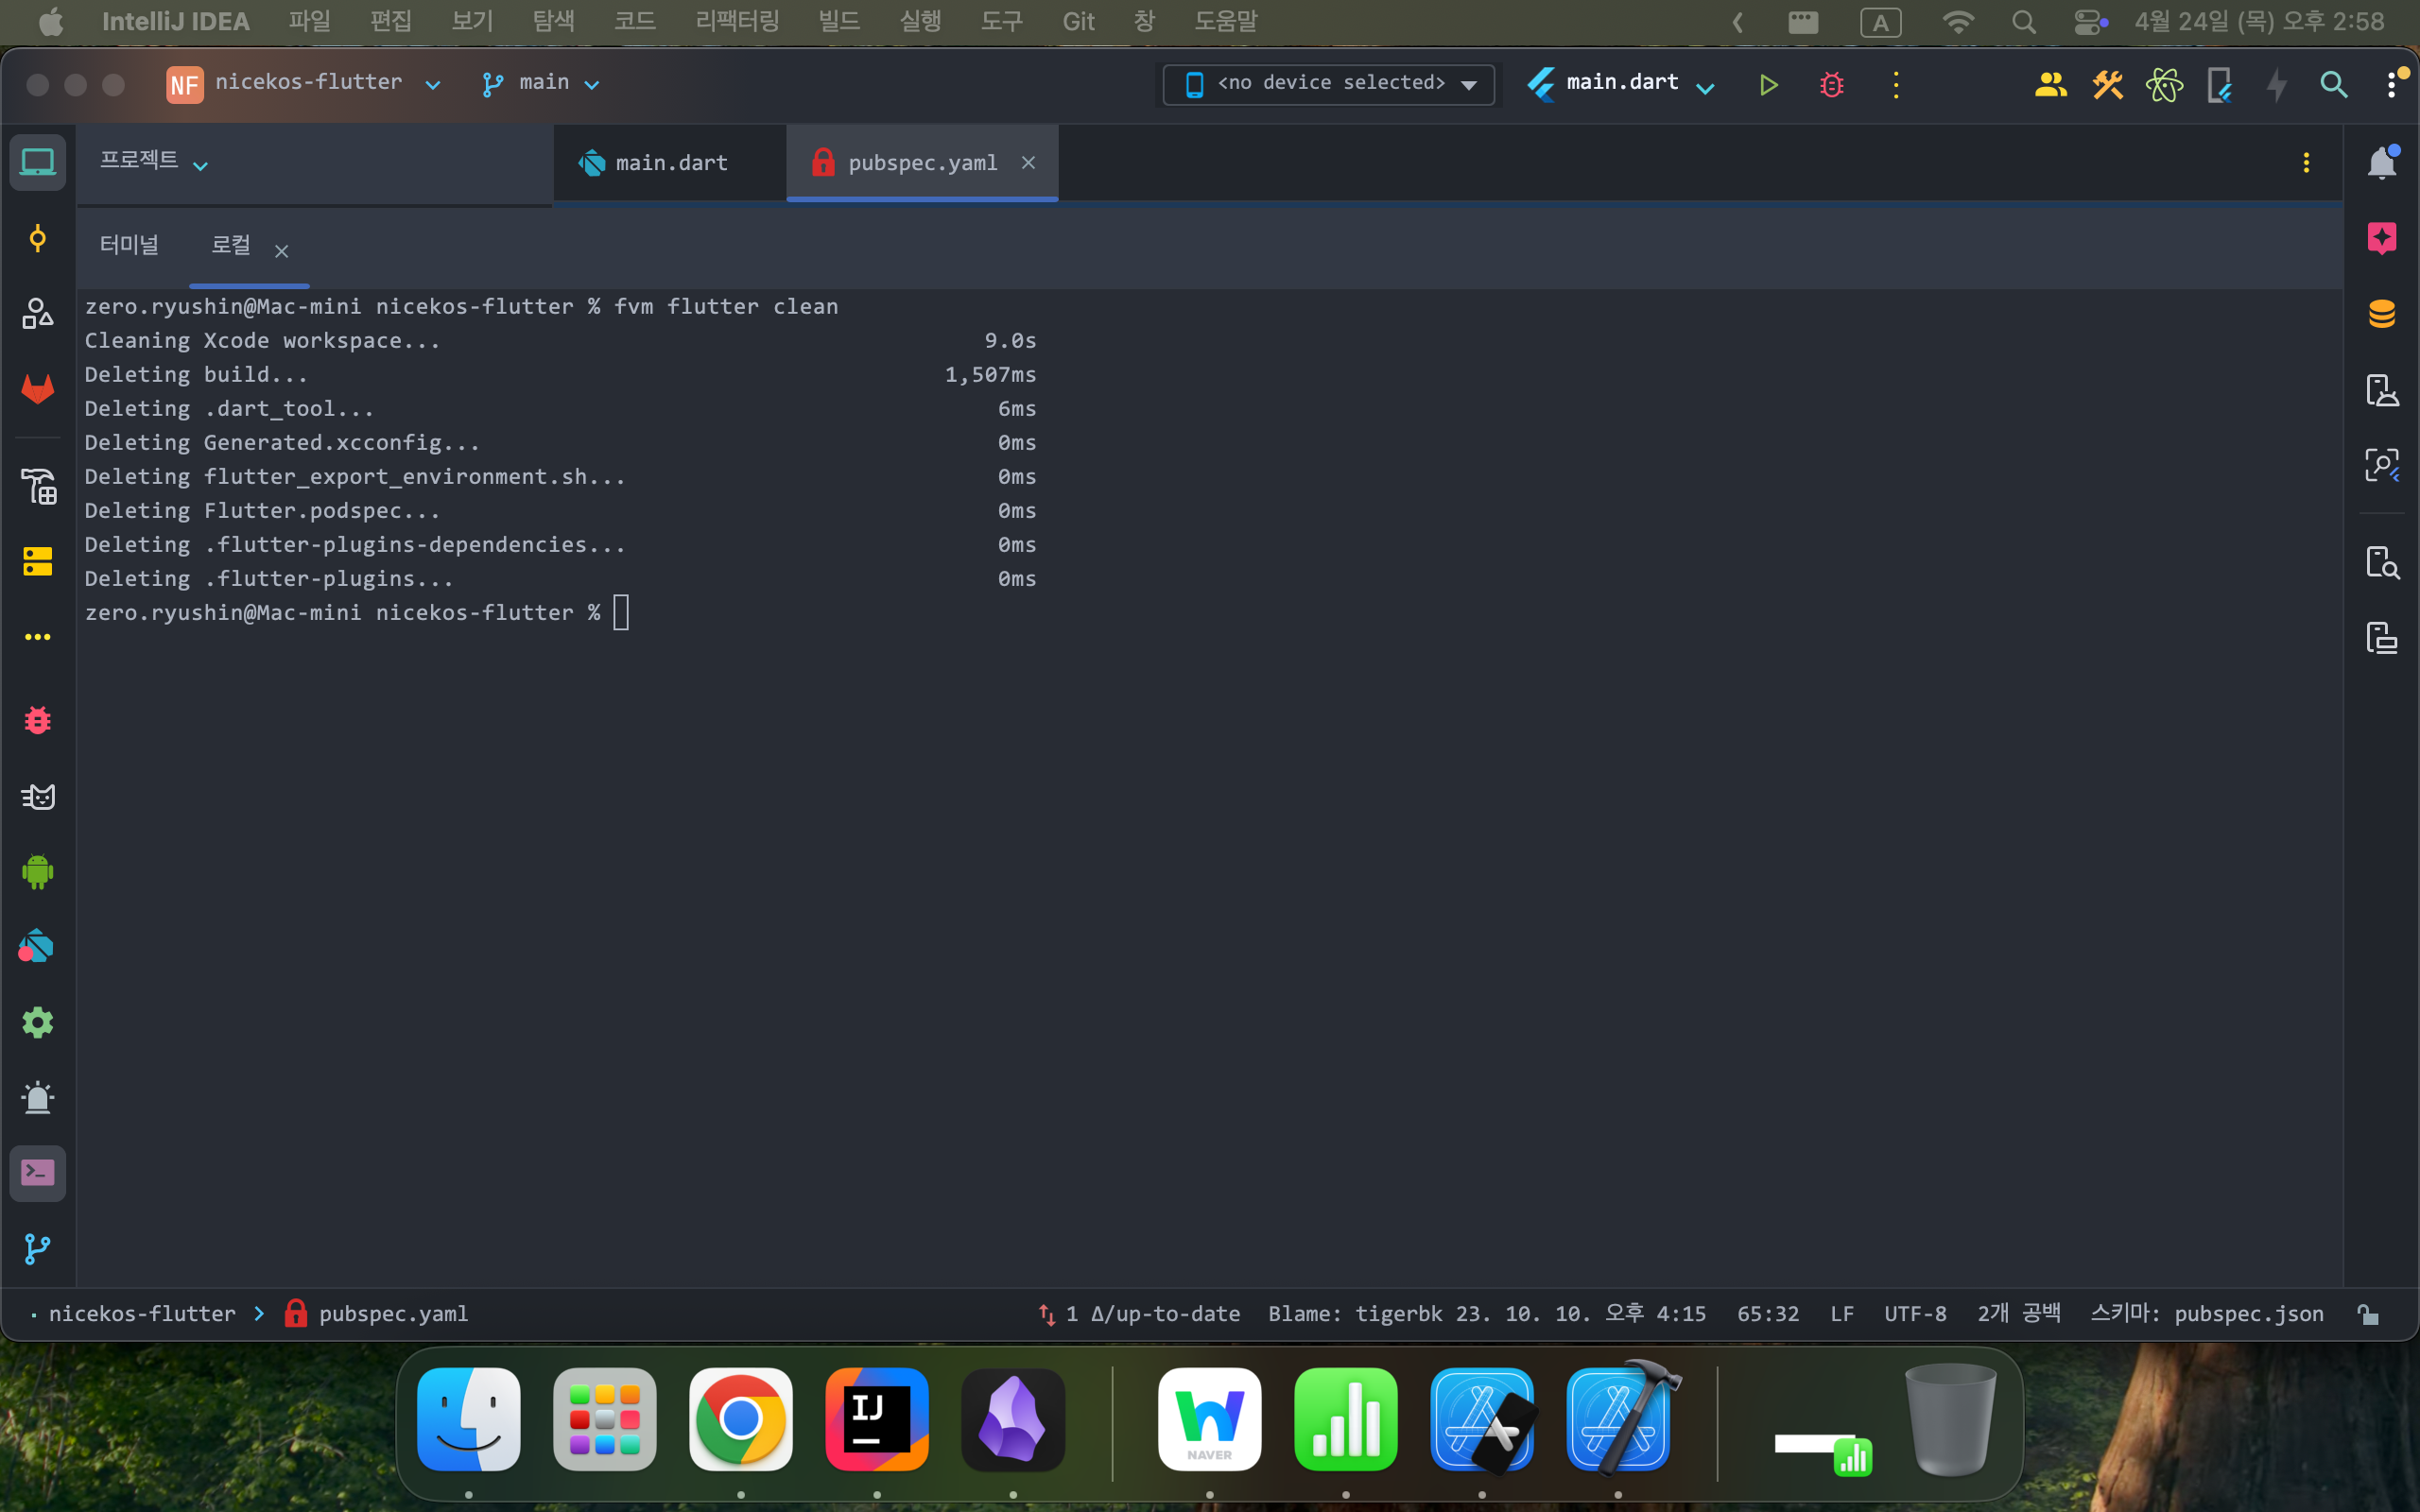 IntelliJ IDEA 파일 편집 보기 탐색 코드 리팩터링 빌드 실행 도구 Git 창 도움말 A 4월 24일 (목) 오후 2:58
NF nicekos-flutter main <no device selected> main.dart
프로젝트 main.dart pubspec.yaml
터미널 로컬
zero.ryushin@Mac-mini nicekos-flutter % fvm flutter clean
Cleaning Xcode workspace... 9.0s
Deleting build... 1,507ms
Deleting .dart_tool... 6ms
Deleting Generated.xcconfig... 0ms
Deleting flutter_export_environment.sh... 0ms
Deleting Flutter.podspec... 0ms
Deleting .flutter-plugins-dependencies... 0ms
Deleting .flutter-plugins... 0ms
zero.ryushin@Mac-mini nicekos-flutter %
nicekos-flutter pubspec.yaml 1 Δ/up-to-date Blame: tigerbk 23. 10. 10. 오후 4:15 65:32 LF UTF-8 2개 공백 스키마: pubspec.json
IJ
NAVER